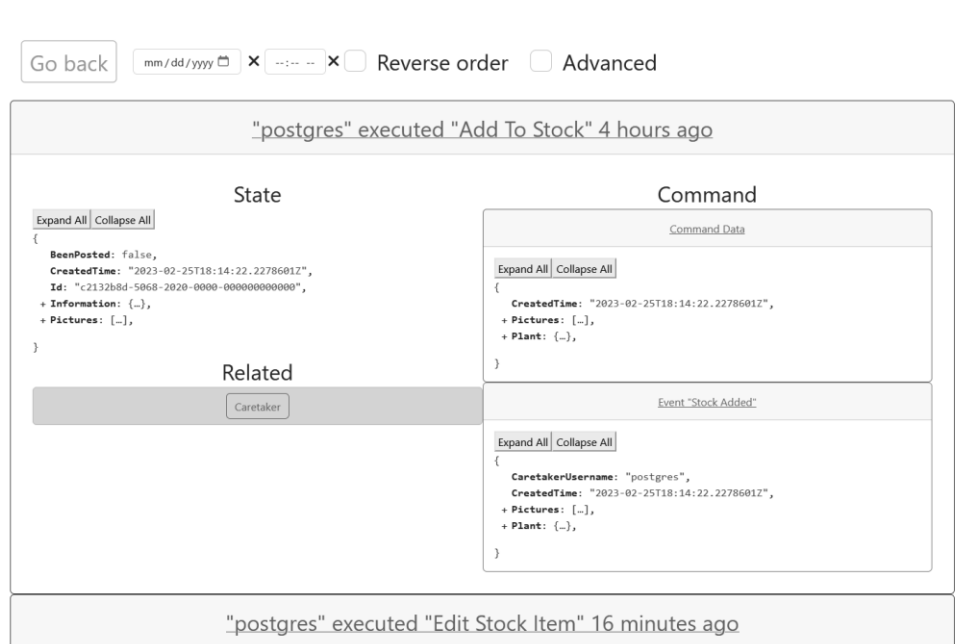 Go back mm/dd/yyyy × --:-- -- × Reverse order Advanced
"postgres" executed "Add To Stock" 4 hours ago
State
Expand All Collapse All
{
BeenPosted: false,
CreatedTime: "2023-02-25T18:14:22.2278601Z",
Id: "c2132b8d-5068-2020-0000-000000000000",
+ Information: {…},
+ Pictures: […],
}
Related
Caretaker
Command
Command Data
Expand All Collapse All
{
CreatedTime: "2023-02-25T18:14:22.2278601Z",
+ Pictures: […],
+ Plant: {…},
}
Event "Stock Added"
Expand All Collapse All
{
CaretakerUsername: "postgres",
CreatedTime: "2023-02-25T18:14:22.2278601Z",
+ Pictures: […],
+ Plant: {…},
}
"postgres" executed "Edit Stock Item" 16 minutes ago